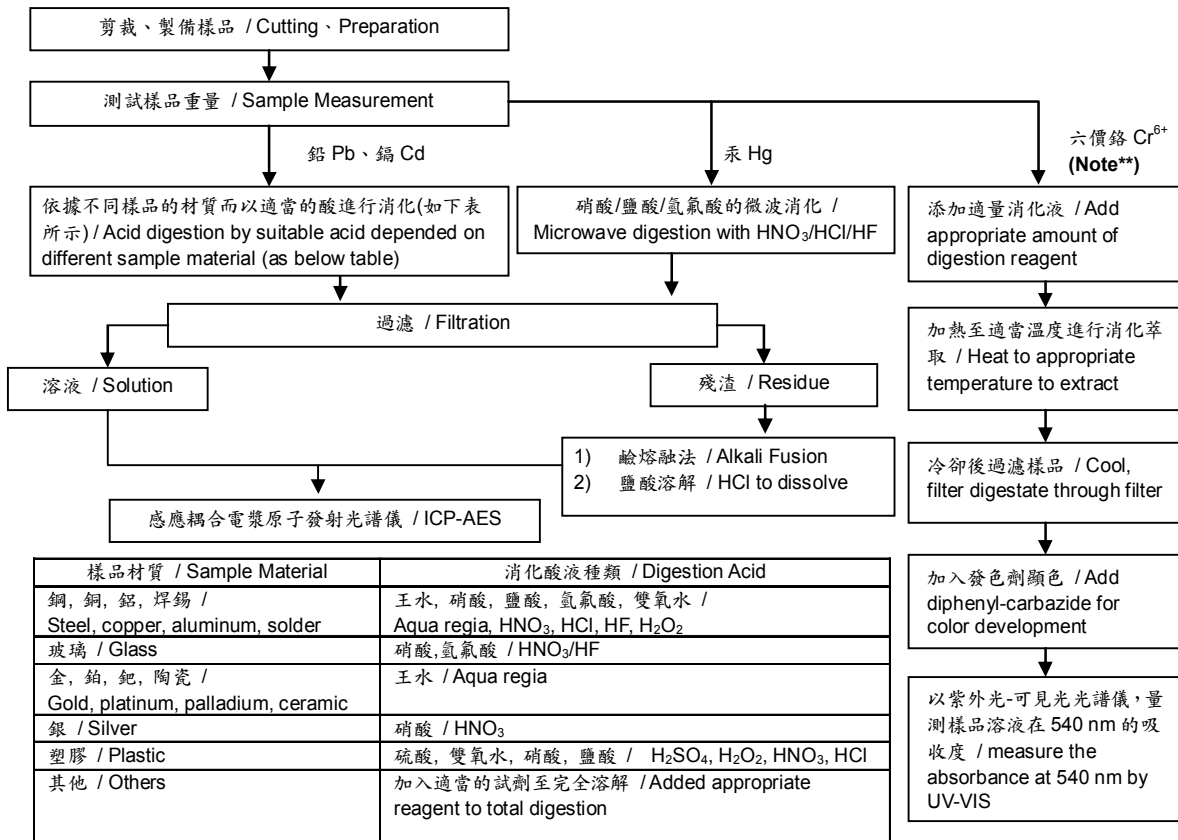 剪裁、製備樣品 / Cutting、Preparation
測試樣品重量 / Sample Measurement
鉛 Pb、鎘 Cd
汞 Hg
六價鉻 Cr⁶⁺
(Note**)
依據不同樣品的材質而以適當的酸進行消化(如下表
所示) / Acid digestion by suitable acid depended on
different sample material (as below table)
硝酸/鹽酸/氫氟酸的微波消化 /
Microwave digestion with HNO₃/HCl/HF
添加適量消化液 / Add
appropriate amount of
digestion reagent
過濾 / Filtration
加熱至適當溫度進行消化萃
取 / Heat to appropriate
temperature to extract
溶液 / Solution
殘渣 / Residue
1) 鹼熔融法 / Alkali Fusion
2) 鹽酸溶解 / HCl to dissolve
冷卻後過濾樣品 / Cool,
filter digestate through filter
感應耦合電漿原子發射光譜儀 / ICP-AES
加入發色劑顯色 / Add
diphenyl-carbazide for
color development
以紫外光-可見光光譜儀，量
測樣品溶液在 540 nm 的吸
收度 / measure the
absorbance at 540 nm by
UV-VIS
樣品材質 / Sample Material
消化酸液種類 / Digestion Acid
鋼, 銅, 鋁, 焊錫 /
Steel, copper, aluminum, solder
王水, 硝酸, 鹽酸, 氫氟酸, 雙氧水 /
Aqua regia, HNO₃, HCl, HF, H₂O₂
玻璃 / Glass
硝酸,氫氟酸 / HNO₃/HF
金, 鉑, 鈀, 陶瓷 /
Gold, platinum, palladium, ceramic
王水 / Aqua regia
銀 / Silver
硝酸 / HNO₃
塑膠 / Plastic
硫酸, 雙氧水, 硝酸, 鹽酸 / H₂SO₄, H₂O₂, HNO₃, HCl
其他 / Others
加入適當的試劑至完全溶解 / Added appropriate
reagent to total digestion